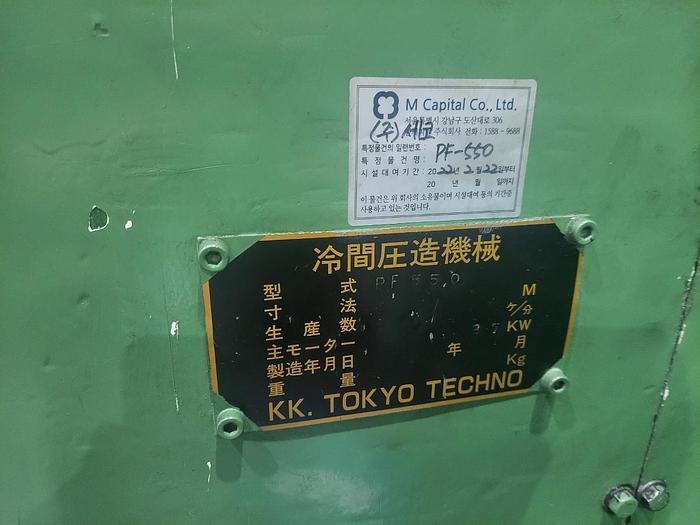 M Capital Co., Ltd.
서울특별시 강남구 도산대로 306
(주)세코 주식회사 전화 : 1588 - 9688
특정물건의 일련번호 :
특 정 물 건 명 : PF-550
시 설 대 여 기 간 : 2022년 2월 22일부터
20 년 월 일까지
이 물건은 위 회사의 소유물이며 시설대여 등의 기간중
사용하고 있는 것입니다.
冷間圧造機械
型 式 PF550
寸 法 M
生 産 数 ケ/分
主モーター 37 KW
製造年月日 年 月
重 量 Kg
KK. TOKYO TECHNO